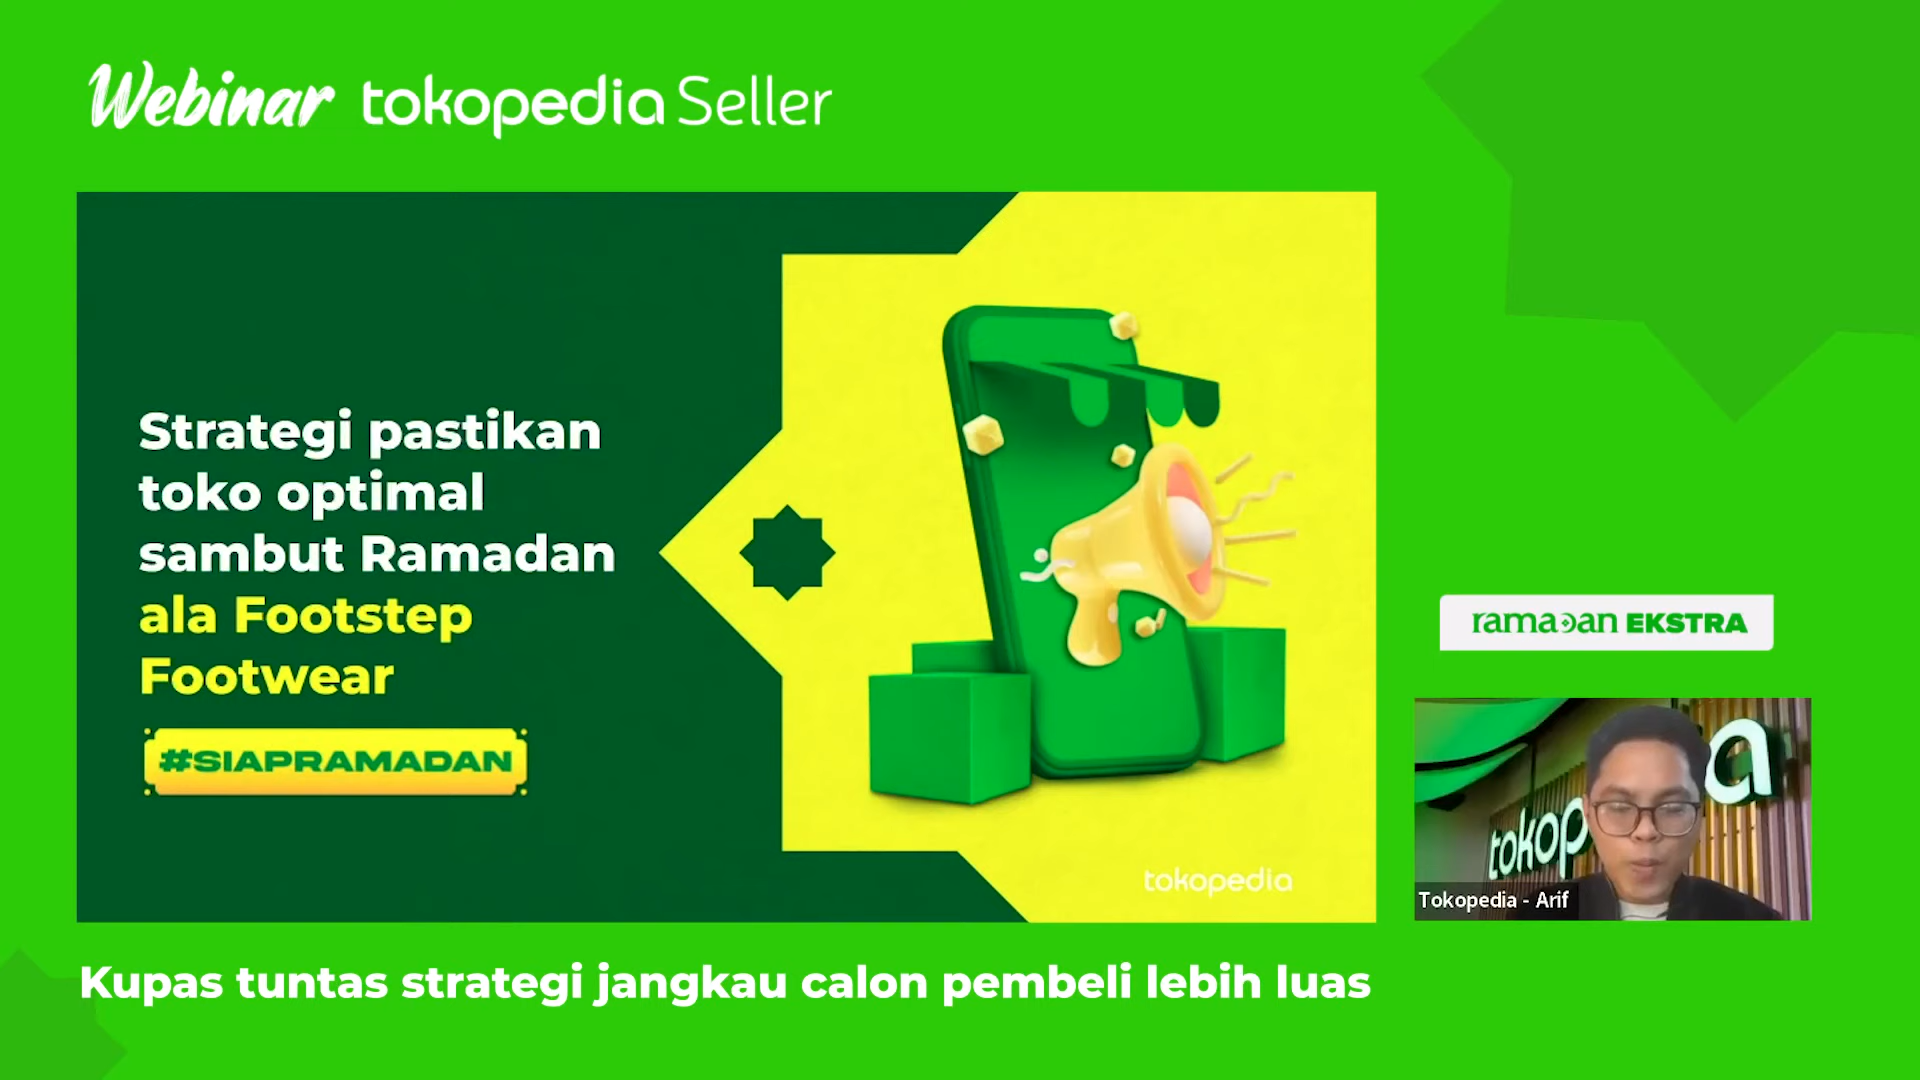 Webinar tokopedia Seller
Strategi pastikan
toko optimal
sambut Ramadan
ala Footstep
Footwear
#SIAPRAMADAN
tokopedia
ramadan EKSTRA
tokop
a
Tokopedia - Arif
Kupas tuntas strategi jangkau calon pembeli lebih luas